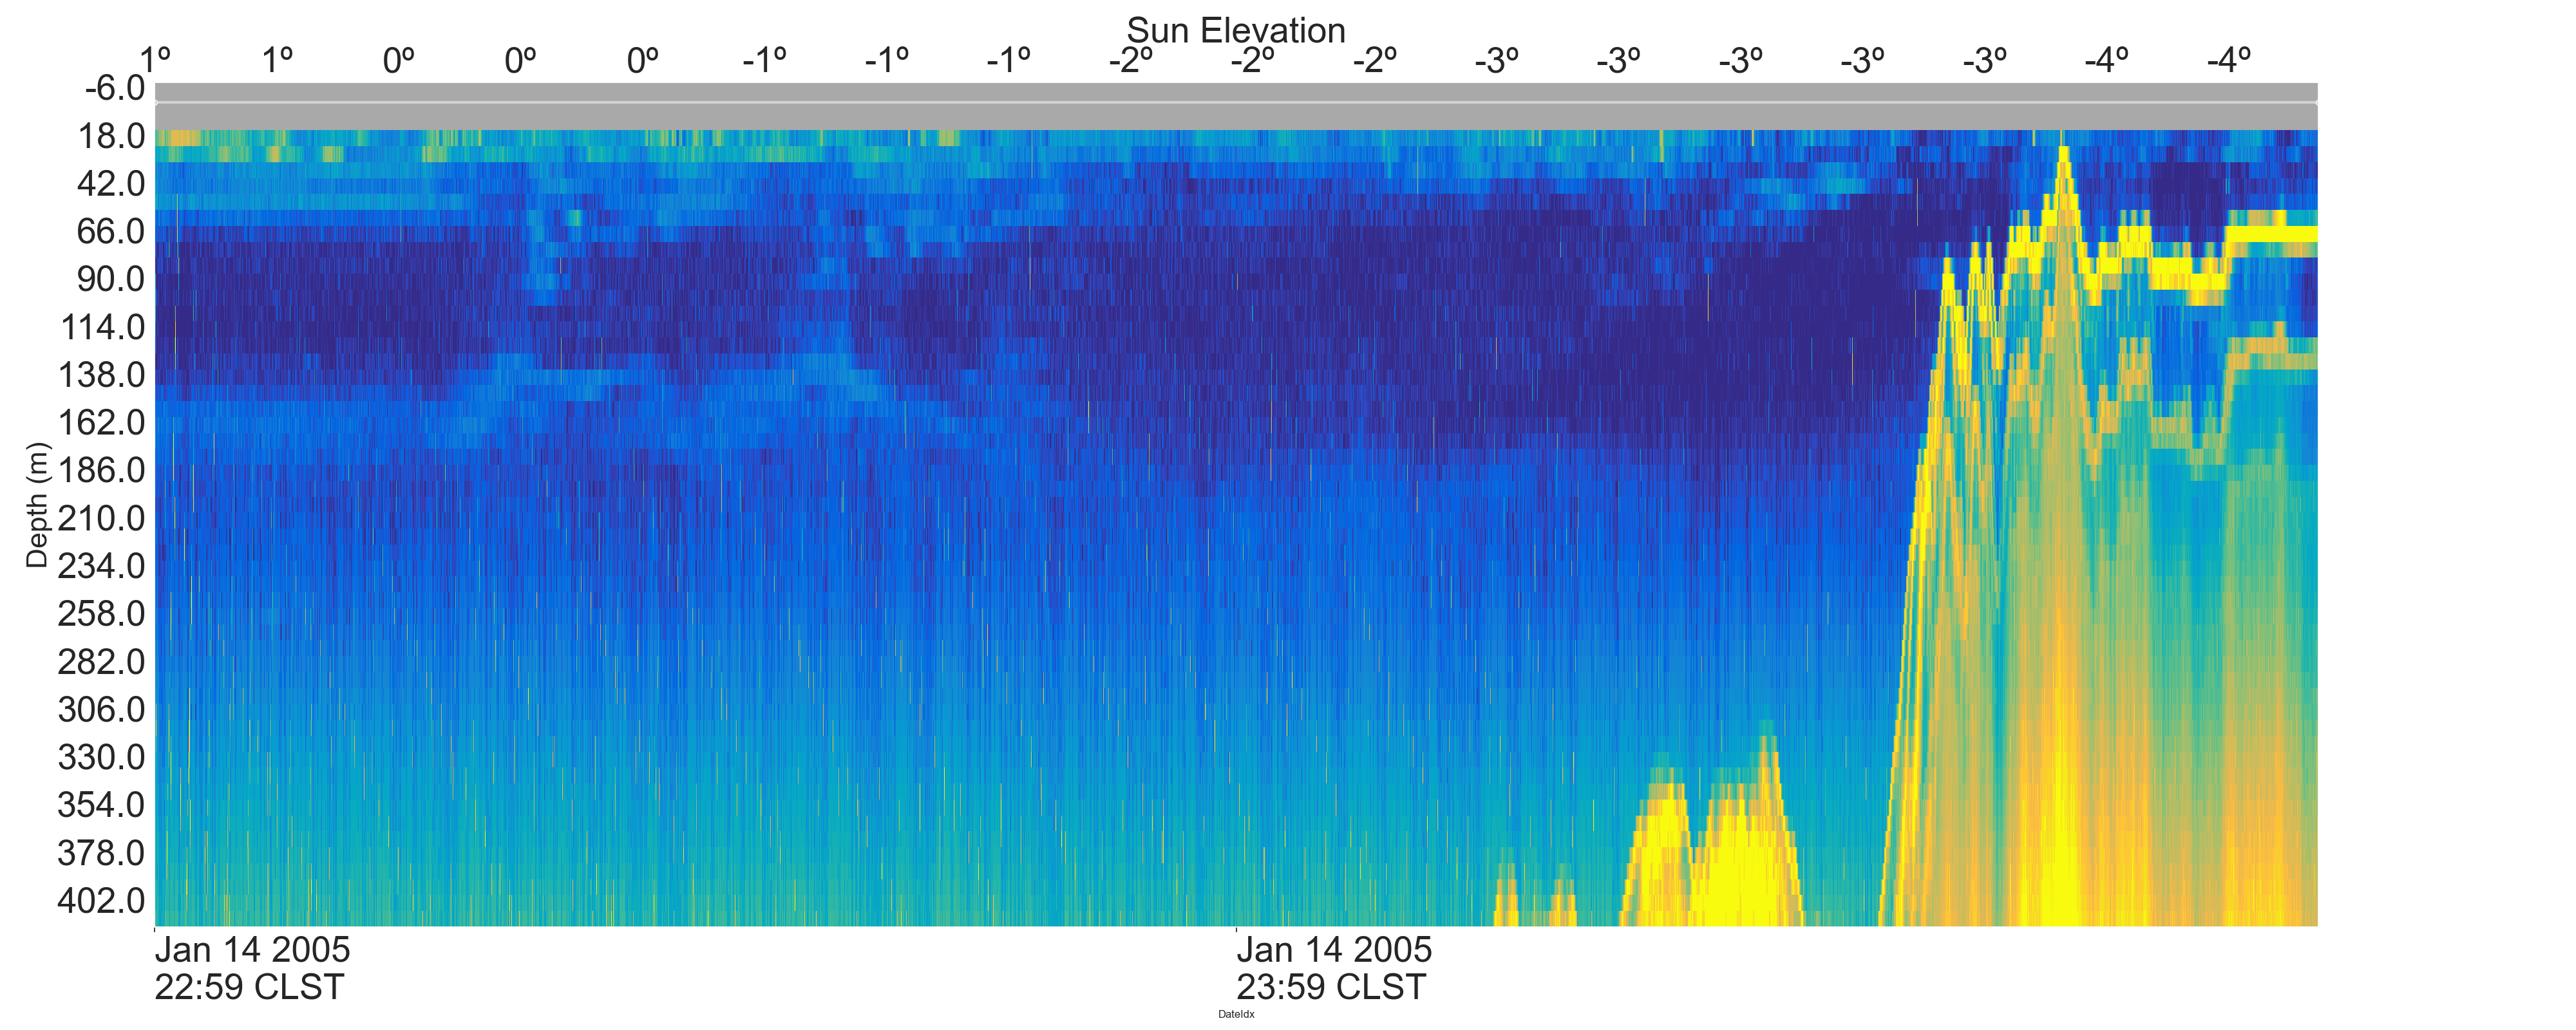 Sun Elevation
1º 1º 0º 0º 0º -1º -1º -1º -2º -2º -2º -3º -3º -3º -3º -3º -4º -4º
-6.0
18.0
42.0
66.0
90.0
114.0
138.0
162.0
186.0
210.0
234.0
258.0
282.0
306.0
330.0
354.0
378.0
402.0
Depth (m)
Jan 14 2005
22:59 CLST
Jan 14 2005
23:59 CLST
DateIdx